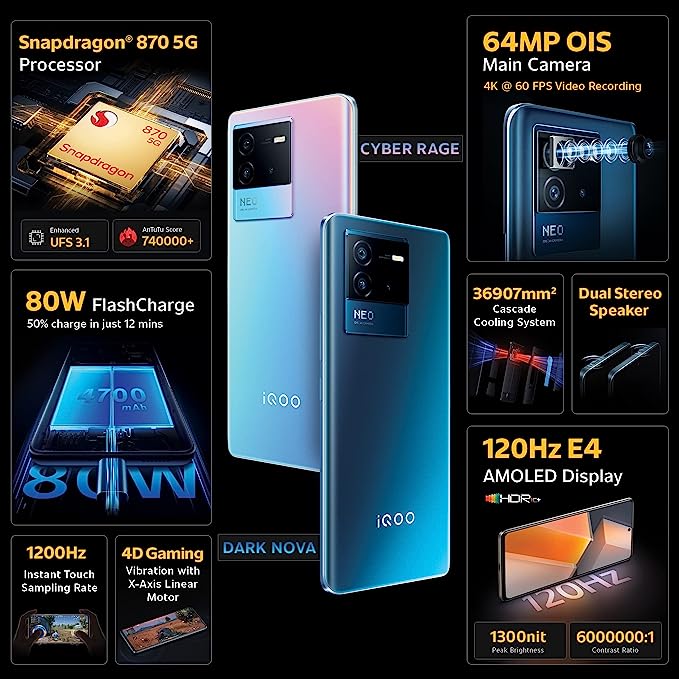 Snapdragon® 870 5G
Processor
870
5G
Snapdragon
Enhanced
UFS 3.1
AnTuTu Score
740000+
80W FlashCharge
50% charge in just 12 mins
4700
mAh
80W
1200Hz
Instant Touch
Sampling Rate
4D Gaming
Vibration with
X-Axis Linear
Motor
CYBER RAGE
NEO
iQOO
NEO
iQOO
DARK NOVA
64MP OIS
Main Camera
4K @ 60 FPS Video Recording
NEO
36907mm²
Cascade
Cooling System
Dual Stereo
Speaker
120Hz E4
AMOLED Display
HDR10+
120Hz
1300nit
Peak Brightness
6000000:1
Contrast Ratio